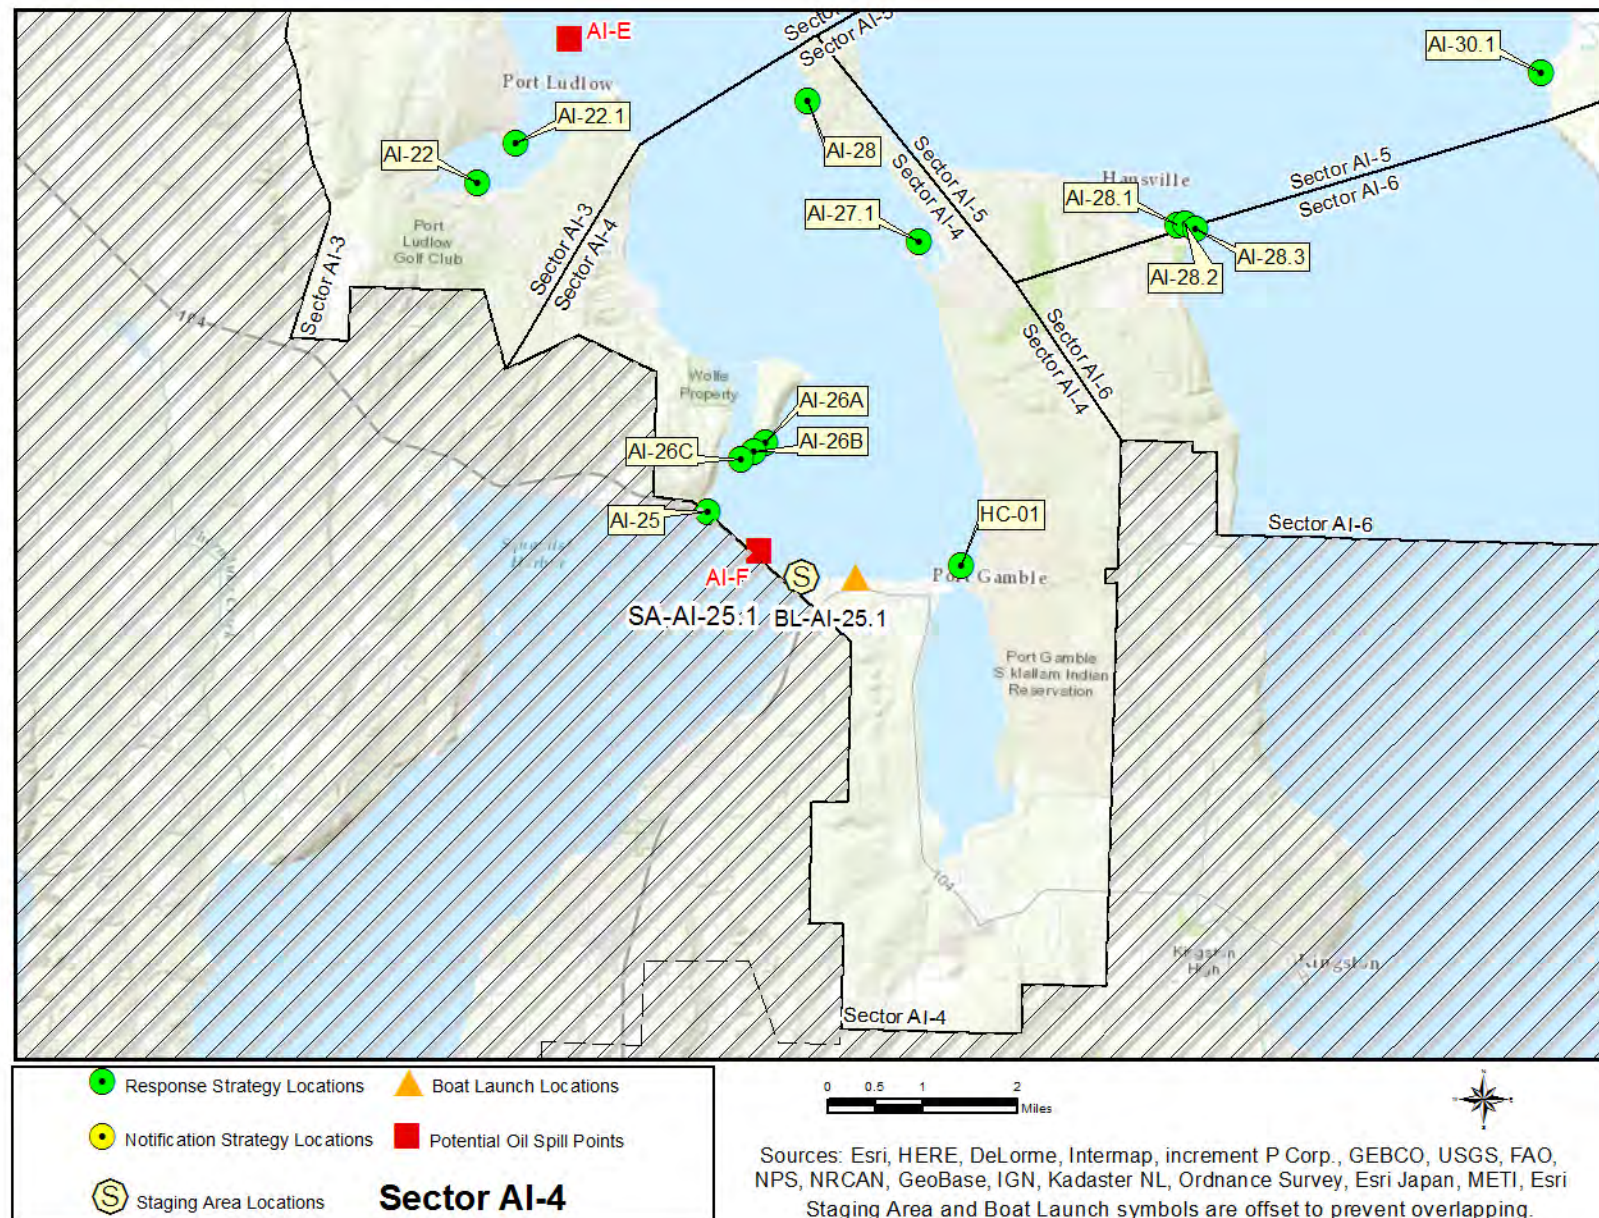 AI-E
Sector AI-5
AI-30.1
Port Ludlow
AI-22.1
AI-22
AI-28
Sector AI-5
Sector AI-4
Hansville
Sector AI-5
Sector AI-6
AI-28.1
AI-27.1
AI-28.2
AI-28.3
Port
Ludlow
Golf Club
Sector AI-3
Sector AI-4
Sector AI-3
104
Sector AI-6
Sector AI-4
Wolfe
Property
AI-26A
AI-26B
AI-26C
AI-25
HC-01
Sector AI-6
AI-F
Port Gamble
SA-AI-25.1
BL-AI-25.1
Port Gamble
S'Klallam Indian
Reservation
104
Kingston
High
Kingston
Sector AI-4
Response Strategy Locations
Boat Launch Locations
Notification Strategy Locations
Potential Oil Spill Points
S Staging Area Locations
Sector AI-4
0 0.5 1 2
Miles
Sources: Esri, HERE, DeLorme, Intermap, increment P Corp., GEBCO, USGS, FAO,
NPS, NRCAN, GeoBase, IGN, Kadaster NL, Ordnance Survey, Esri Japan, METI, Esri
Staging Area and Boat Launch symbols are offset to prevent overlapping.